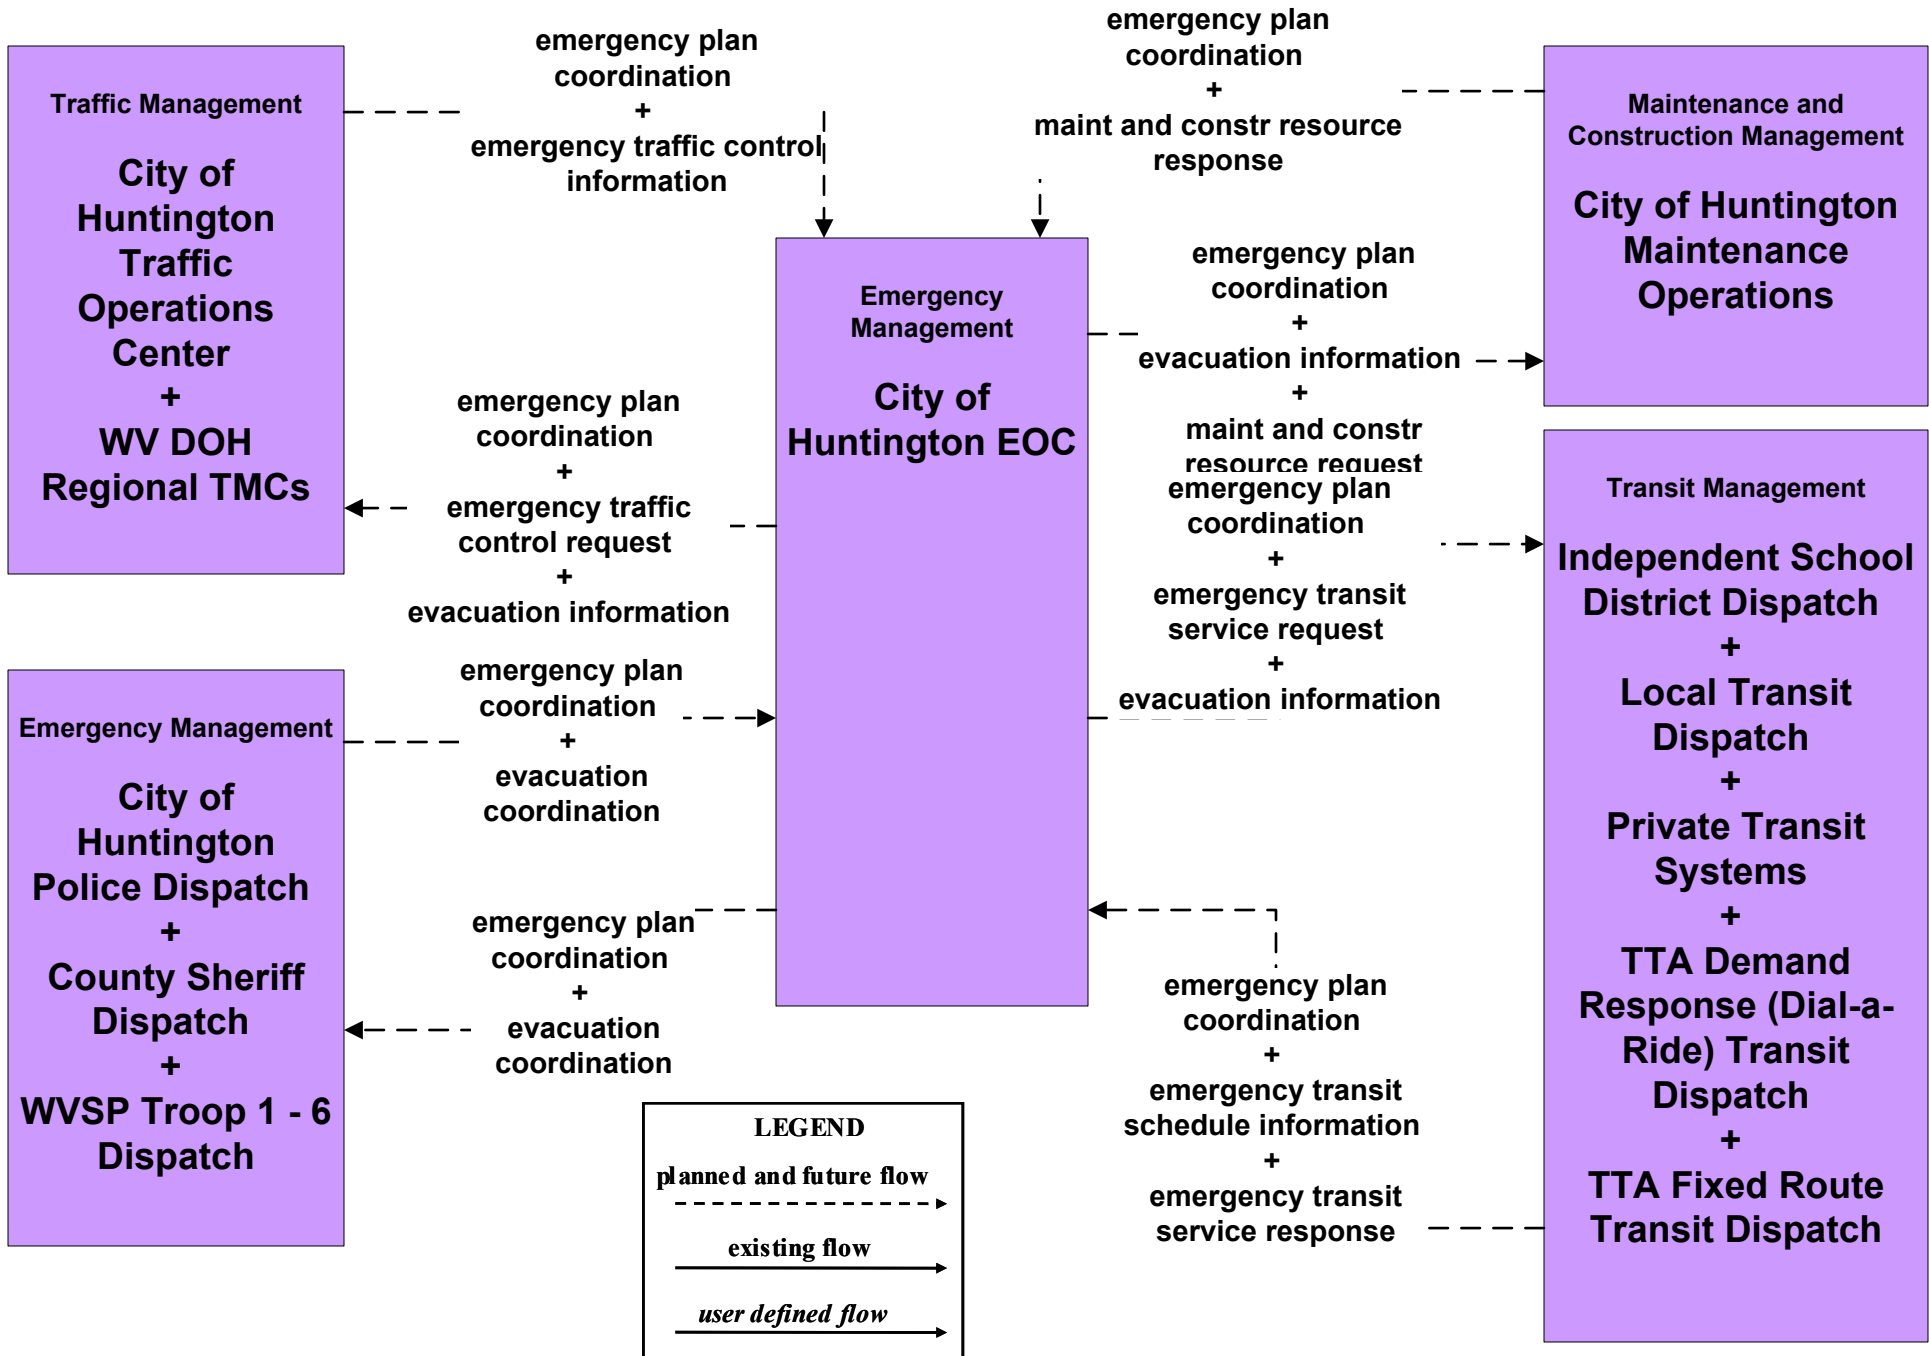 Traffic Management
City of
Huntington
Traffic
Operations
Center
+
WV DOH
Regional TMCs
emergency plan
coordination
+
emergency traffic control
information
emergency plan
coordination
+
maint and constr resource
response
Maintenance and
Construction Management
City of Huntington
Maintenance
Operations
Emergency
Management
City of
Huntington EOC
emergency plan
coordination
+
evacuation information
+
maint and constr
resource request
emergency plan
coordination
+
emergency traffic
control request
+
evacuation information
emergency plan
coordination
+
emergency transit
service request
+
evacuation information
Transit Management
Independent School
District Dispatch
+
Local Transit
Dispatch
+
Private Transit
Systems
+
TTA Demand
Response (Dial-a-
Ride) Transit
Dispatch
+
TTA Fixed Route
Transit Dispatch
Emergency Management
City of
Huntington
Police Dispatch
+
County Sheriff
Dispatch
+
WVSP Troop 1 - 6
Dispatch
emergency plan
coordination
+
evacuation
coordination
emergency plan
coordination
+
evacuation
coordination
emergency plan
coordination
+
emergency transit
schedule information
+
emergency transit
service response
LEGEND
planned and future flow
existing flow
user defined flow